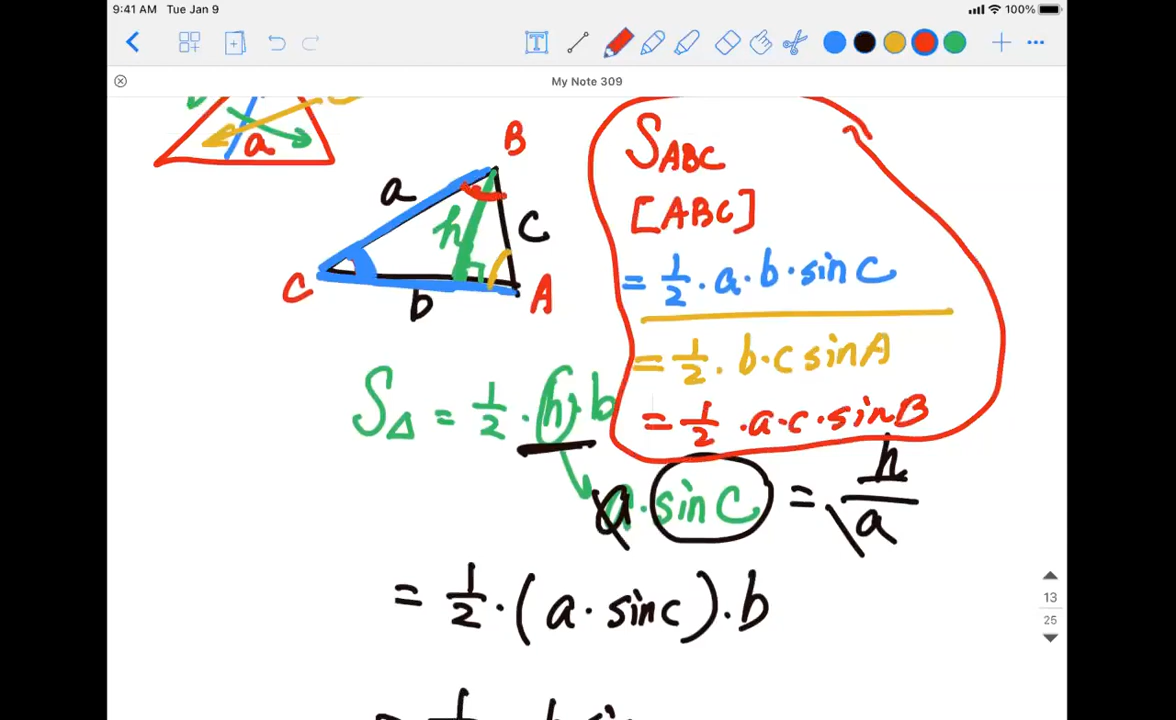 9:41 AM Tue Jan 9
100%
T
My Note 309
a
B
a
h
C
C
b
A
S_ABC
[ABC]
= 1/2 · a · b · sin C
= 1/2 · b · c sin A
= 1/2 · a · c · sin B
S_Δ = 1/2 · h · b
a · sin C = h/a
= 1/2 · (a · sin c) · b
13
25